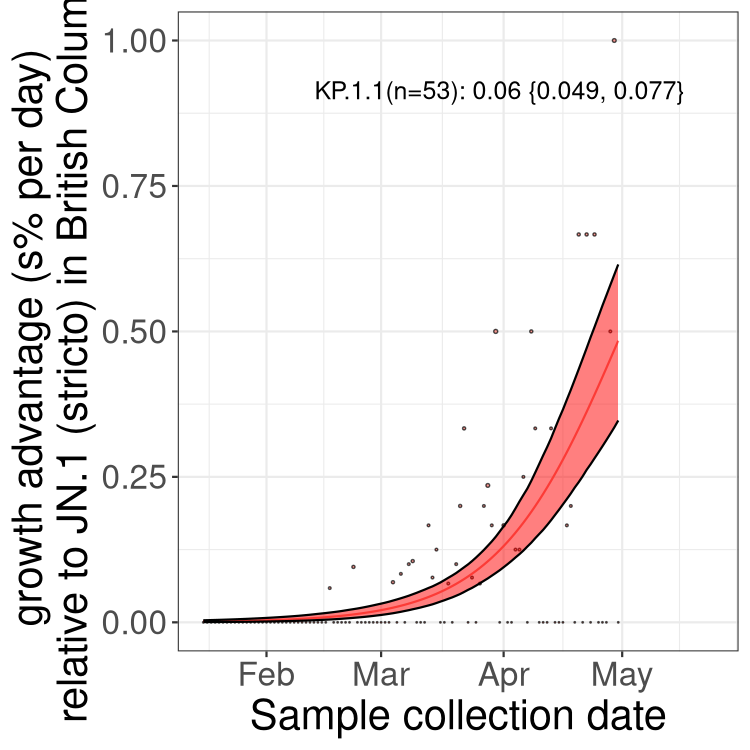 growth advantage (s% per day)
relative to JN.1 (stricto) in British Colum
1.00
0.75
0.50
0.25
0.00
KP.1.1(n=53): 0.06 {0.049, 0.077}
Feb Mar Apr May
Sample collection date